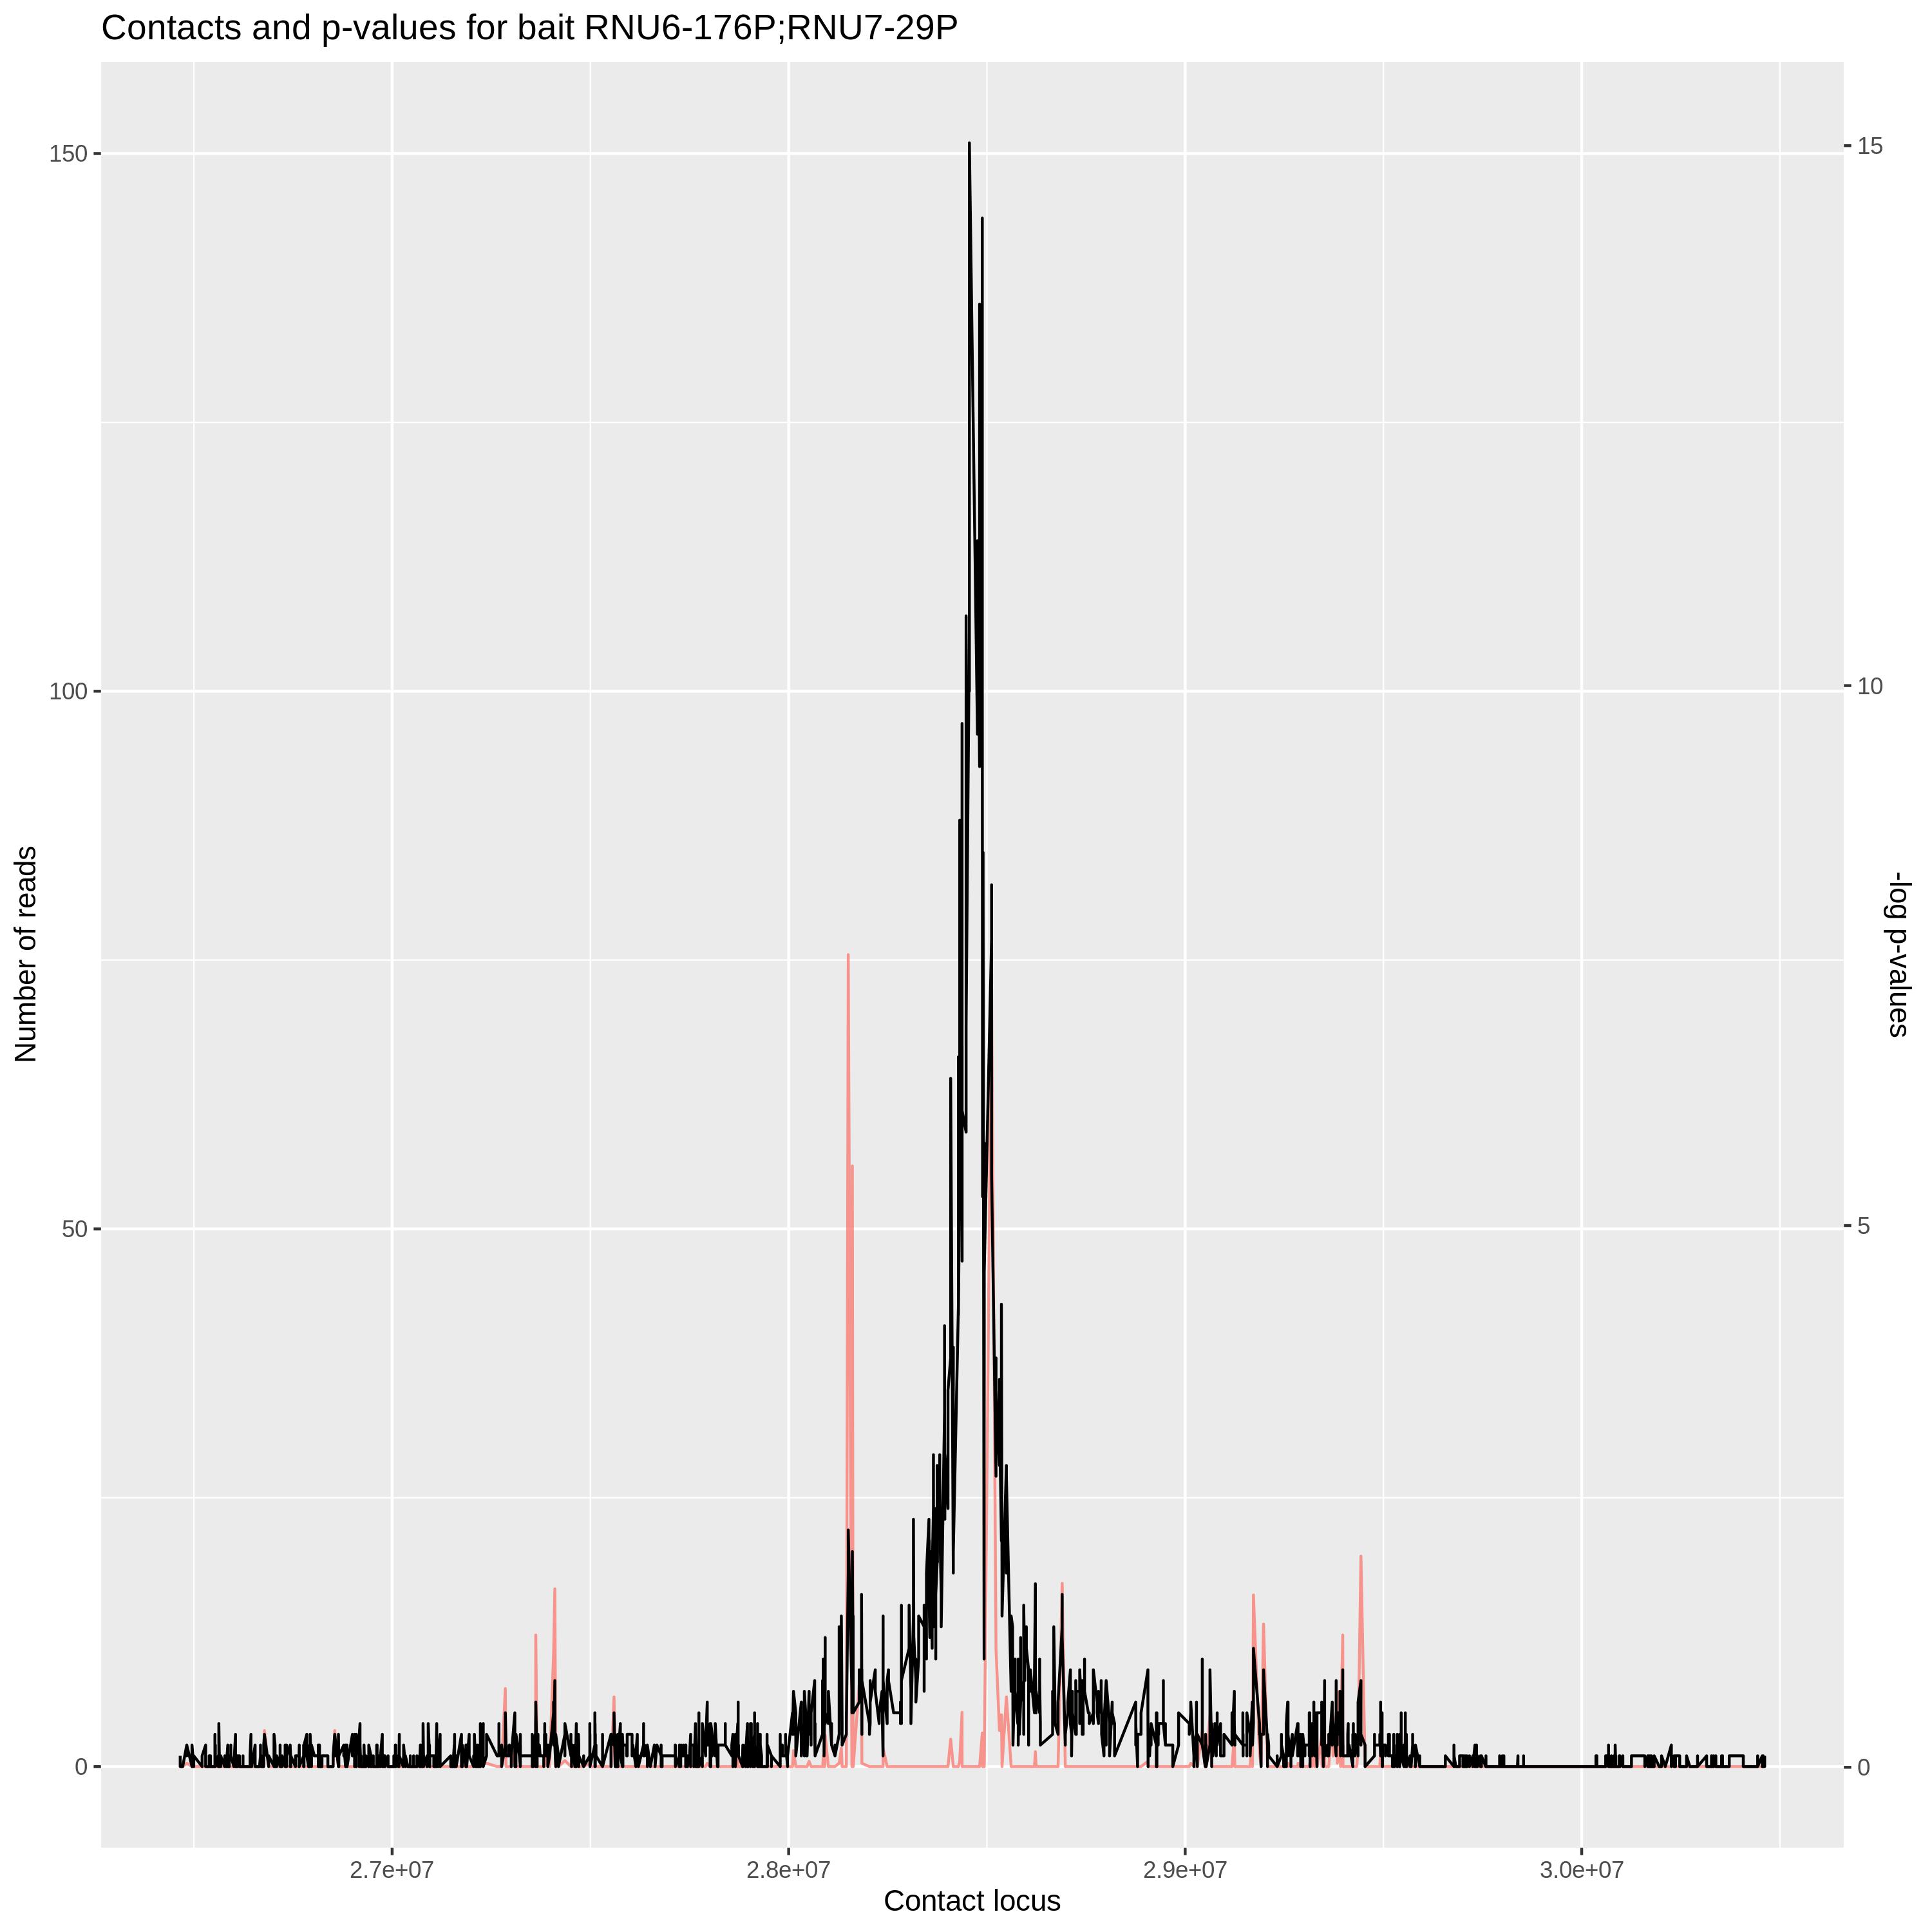 Contacts and p-values for bait RNU6-176P;RNU7-29P
150
100
50
0
Number of reads
15
10
5
0
-log p-values
2.7e+07
2.8e+07
2.9e+07
3.0e+07
Contact locus